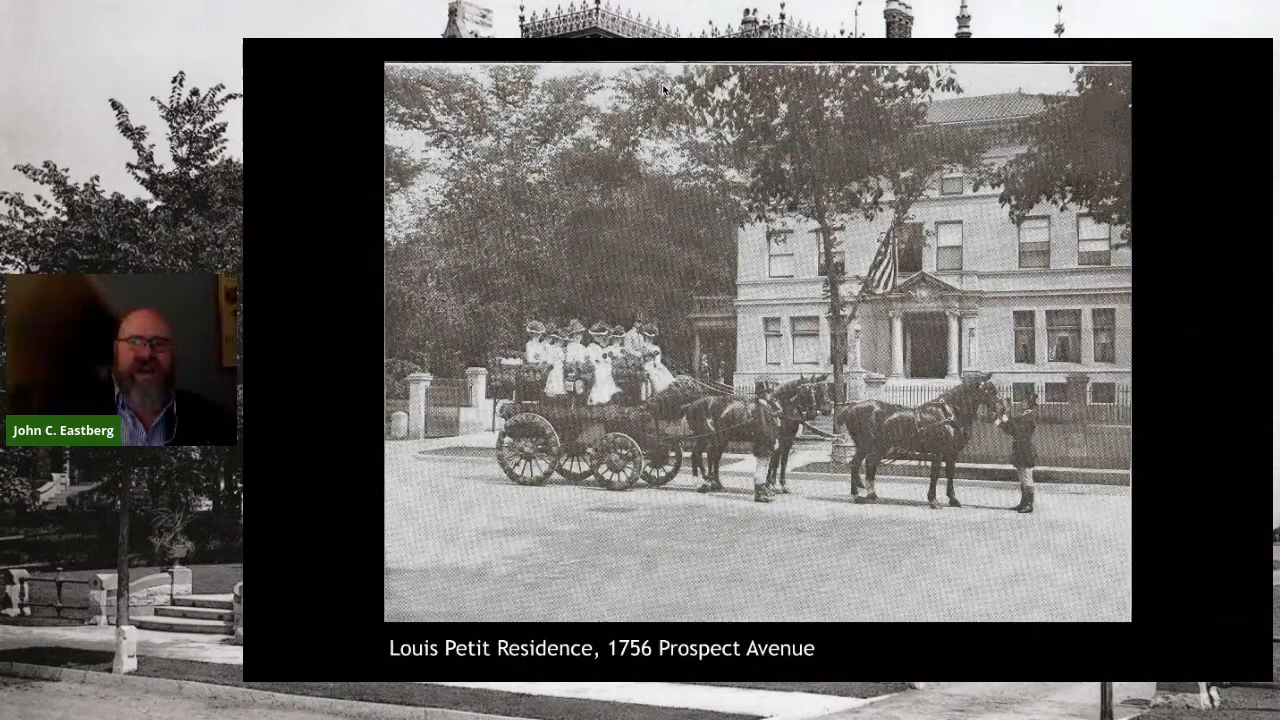 John C. Eastberg
Louis Petit Residence, 1756 Prospect Avenue